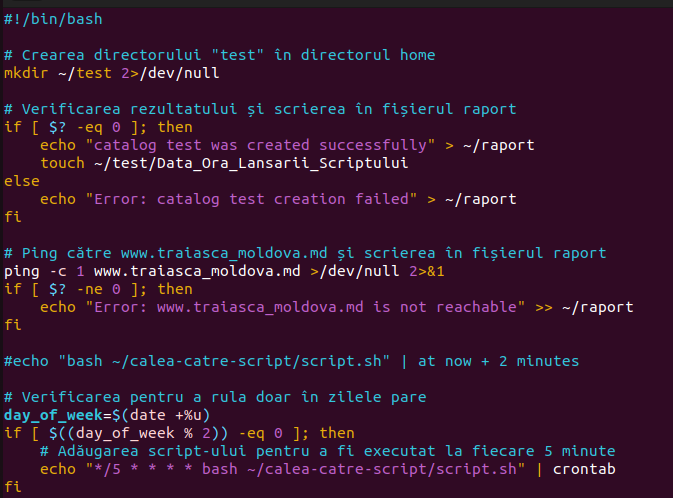 #!/bin/bash
# Crearea directorului "test" în directorul home
mkdir ~/test 2>/dev/null
# Verificarea rezultatului și scrierea în fișierul raport
if [ $? -eq 0 ]; then
    echo "catalog test was created successfully" > ~/raport
    touch ~/test/Data_Ora_Lansarii_Scriptului
else
    echo "Error: catalog test creation failed" > ~/raport
fi
# Ping către www.traiasca_moldova.md și scrierea în fișierul raport
ping -c 1 www.traiasca_moldova.md >/dev/null 2>&1
if [ $? -ne 0 ]; then
    echo "Error: www.traiasca_moldova.md is not reachable" >> ~/raport
fi
#echo "bash ~/calea-catre-script/script.sh" | at now + 2 minutes
# Verificarea pentru a rula doar în zilele pare
day_of_week=$(date +%u)
if [ $((day_of_week % 2)) -eq 0 ]; then
    # Adăugarea script-ului pentru a fi executat la fiecare 5 minute
    echo "*/5 * * * * bash ~/calea-catre-script/script.sh" | crontab
fi